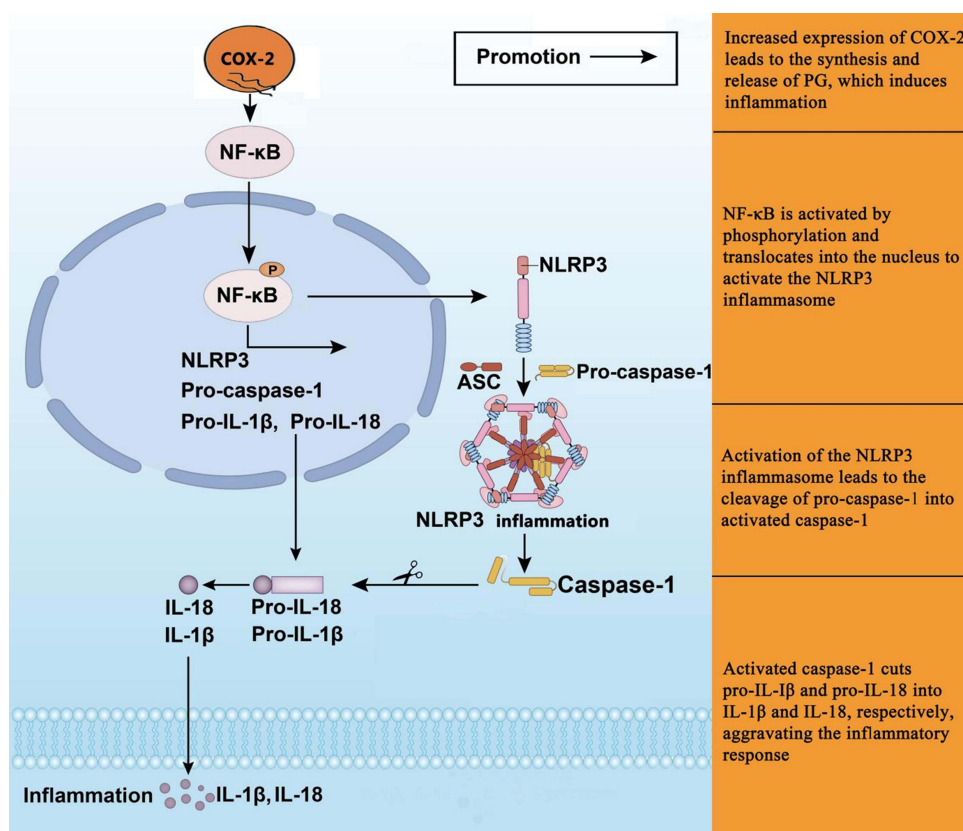 COX-2
Promotion
NF-κB
P
NF-κB
NLRP3
Pro-caspase-1
Pro-IL-1β, Pro-IL-18
NLRP3
ASC
Pro-caspase-1
NLRP3 inflammation
Caspase-1
IL-18
IL-1β
Pro-IL-18
Pro-IL-1β
Inflammation
IL-1β, IL-18
Increased expression of COX-2
leads to the synthesis and
release of PG, which induces
inflammation
NF-κB is activated by
phosphorylation and
translocates into the nucleus to
activate the NLRP3
inflammasome
Activation of the NLRP3
inflammasome leads to the
cleavage of pro-caspase-1 into
activated caspase-1
Activated caspase-1 cuts
pro-IL-Iβ and pro-IL-18 into
IL-1β and IL-18, respectively,
aggravating the inflammatory
response